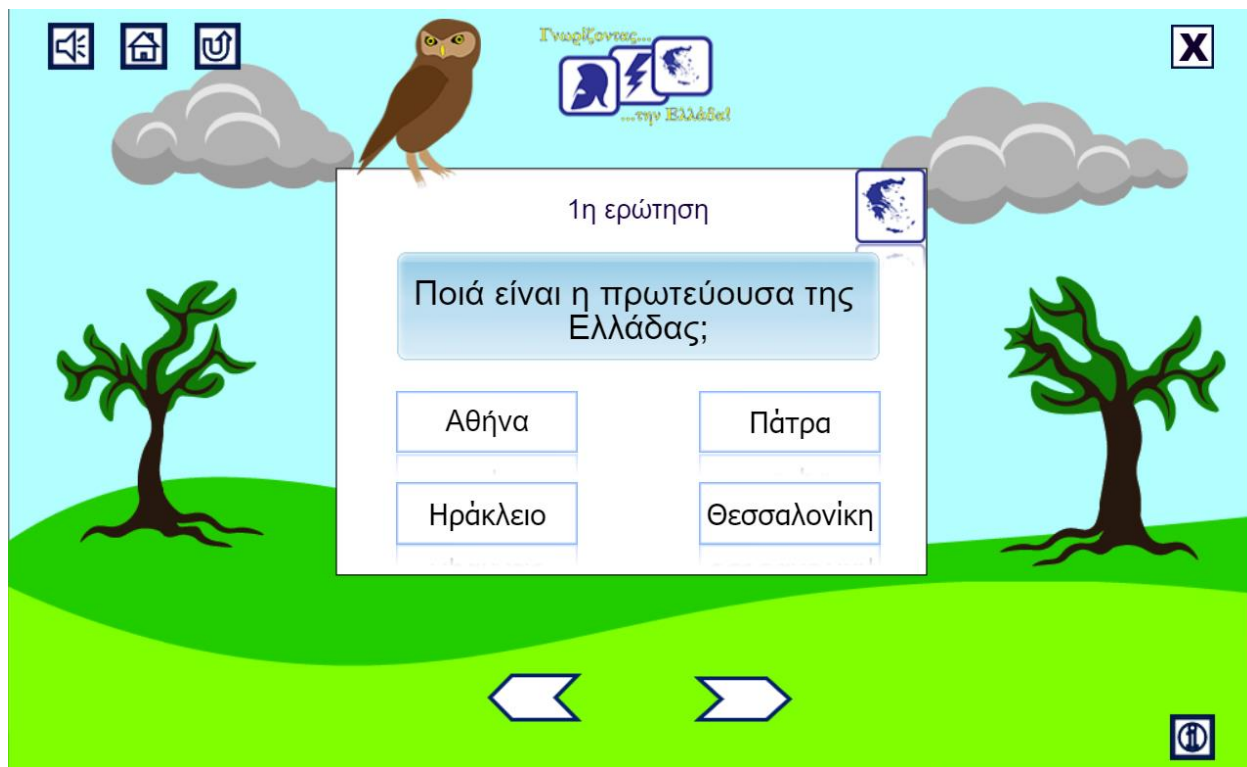 Γνωρίζοντας...
...την Ελλάδα!
X
1η ερώτηση
Ποιά είναι η πρωτεύουσα της
Ελλάδας;
Αθήνα
Πάτρα
Ηράκλειο
Θεσσαλονίκη